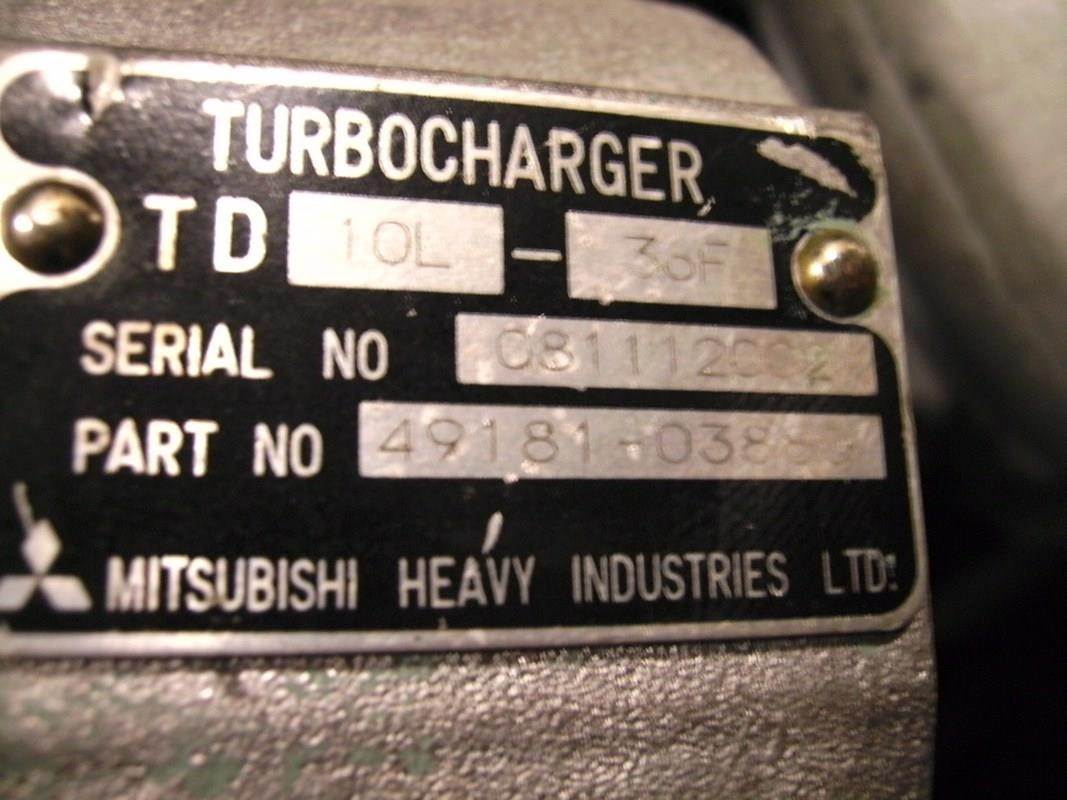 TURBOCHARGER
TD 10L - 36F
SERIAL NO
PART NO
MITSUBISHI HEAVY INDUSTRIES LTD.